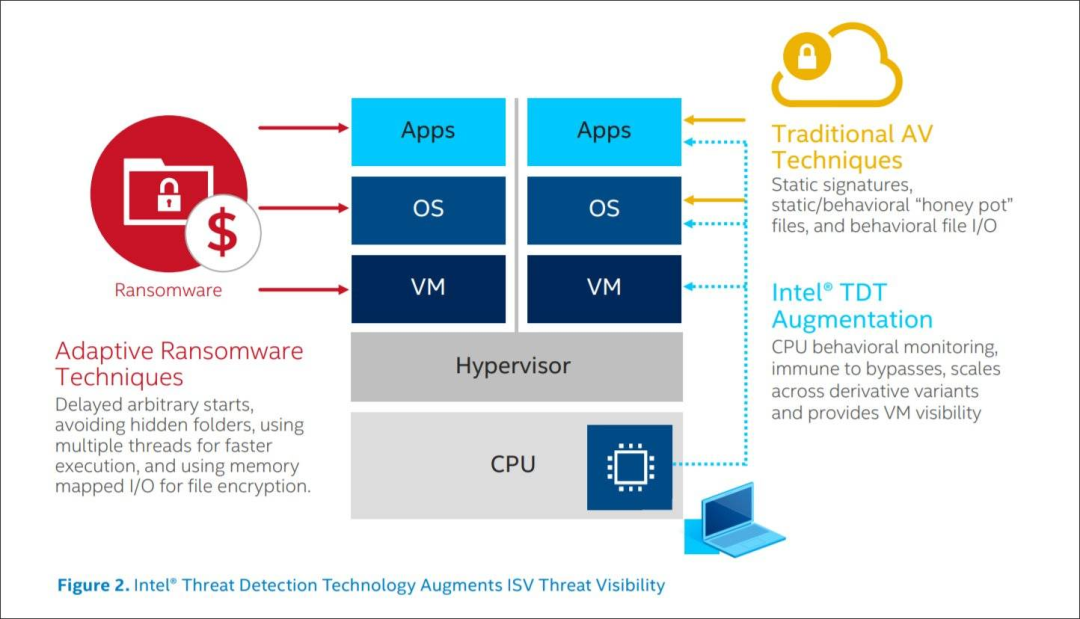 Apps
Apps
OS
OS
VM
VM
Hypervisor
CPU
$
Ransomware
Adaptive Ransomware
Techniques
Delayed arbitrary starts,
avoiding hidden folders, using
multiple threads for faster
execution, and using memory
mapped I/O for file encryption.
Traditional AV
Techniques
Static signatures,
static/behavioral “honey pot”
files, and behavioral file I/O
Intel® TDT
Augmentation
CPU behavioral monitoring,
immune to bypasses, scales
across derivative variants
and provides VM visibility
Figure 2. Intel® Threat Detection Technology Augments ISV Threat Visibility